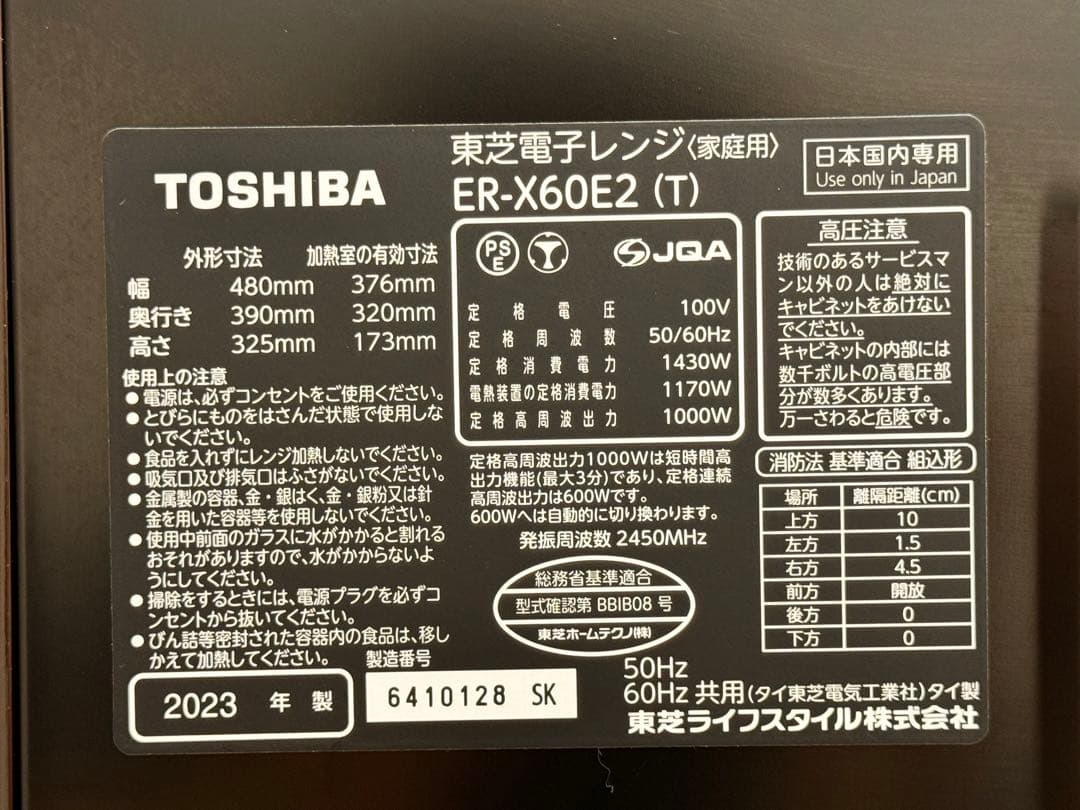 TOSHIBA
東芝電子レンジ〈家庭用〉
ER-X60E2 (T)
日本国内専用
Use only in Japan
外形寸法 加熱室の有効寸法
幅 480mm 376mm
奥行き 390mm 320mm
高さ 325mm 173mm
使用上の注意
●電源は、必ずコンセントをご使用ください。
●とびらにものをはさんだ状態で使用しな
いでください。
●食品を入れずにレンジ加熱しないでください。
●吸気口及び排気口はふさがないでください。
●金属製の容器、金・銀はく、金・銀粉又は針
金を用いた容器等を使用しないでください。
●使用中前面のガラスに水がかかると割れる
おそれがありますので、水がかからないよ
うにしてください。
●掃除をするときには、電源プラグを必ずコ
ンセントから抜いてください。
●びん詰等密封された容器内の食品は、移し
かえて加熱してください。
PS
E
JQA
定格電圧 100V
定格周波数 50/60Hz
定格消費電力 1430W
電熱装置の定格消費電力 1170W
定格高周波出力 1000W
定格高周波出力1000Wは短時間高
出力機能(最大3分)であり、定格連続
高周波出力は600Wです。
600Wへは自動的に切り換わります。
発振周波数 2450MHz
総務省基準適合
型式確認第 BBIB08 号
東芝ホームテクノ(株)
高圧注意
技術のあるサービスマ
ン以外の人は絶対に
キャビネットをあけない
でください。
キャビネットの内部には
数千ボルトの高電圧部
分が数多くあります。
万一さわると危険です。
消防法 基準適合 組込形
場所 離隔距離(cm)
上方 10
左方 1.5
右方 4.5
前方 開放
後方 0
下方 0
2023 年 製
製造番号
6410128 SK
50Hz
60Hz 共用(タイ東芝電気工業社)タイ製
東芝ライフスタイル株式会社